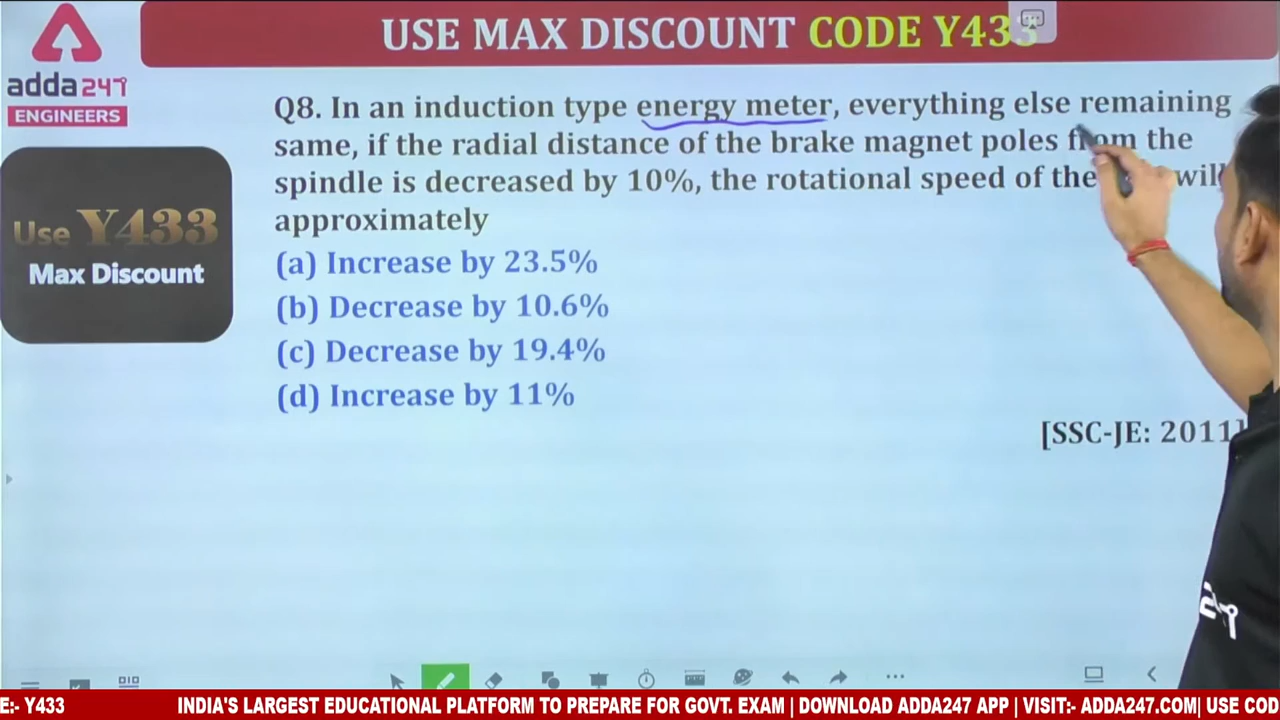 USE MAX DISCOUNT CODE Y433
adda247
ENGINEERS
Use Y433
Max Discount
Q8. In an induction type energy meter, everything else remaining
same, if the radial distance of the brake magnet poles from the
spindle is decreased by 10%, the rotational speed of the will
approximately
(a) Increase by 23.5%
(b) Decrease by 10.6%
(c) Decrease by 19.4%
(d) Increase by 11%
[SSC-JE: 2011]
E:- Y433 INDIA'S LARGEST EDUCATIONAL PLATFORM TO PREPARE FOR GOVT. EXAM | DOWNLOAD ADDA247 APP | VISIT:- ADDA247.COM| USE COD